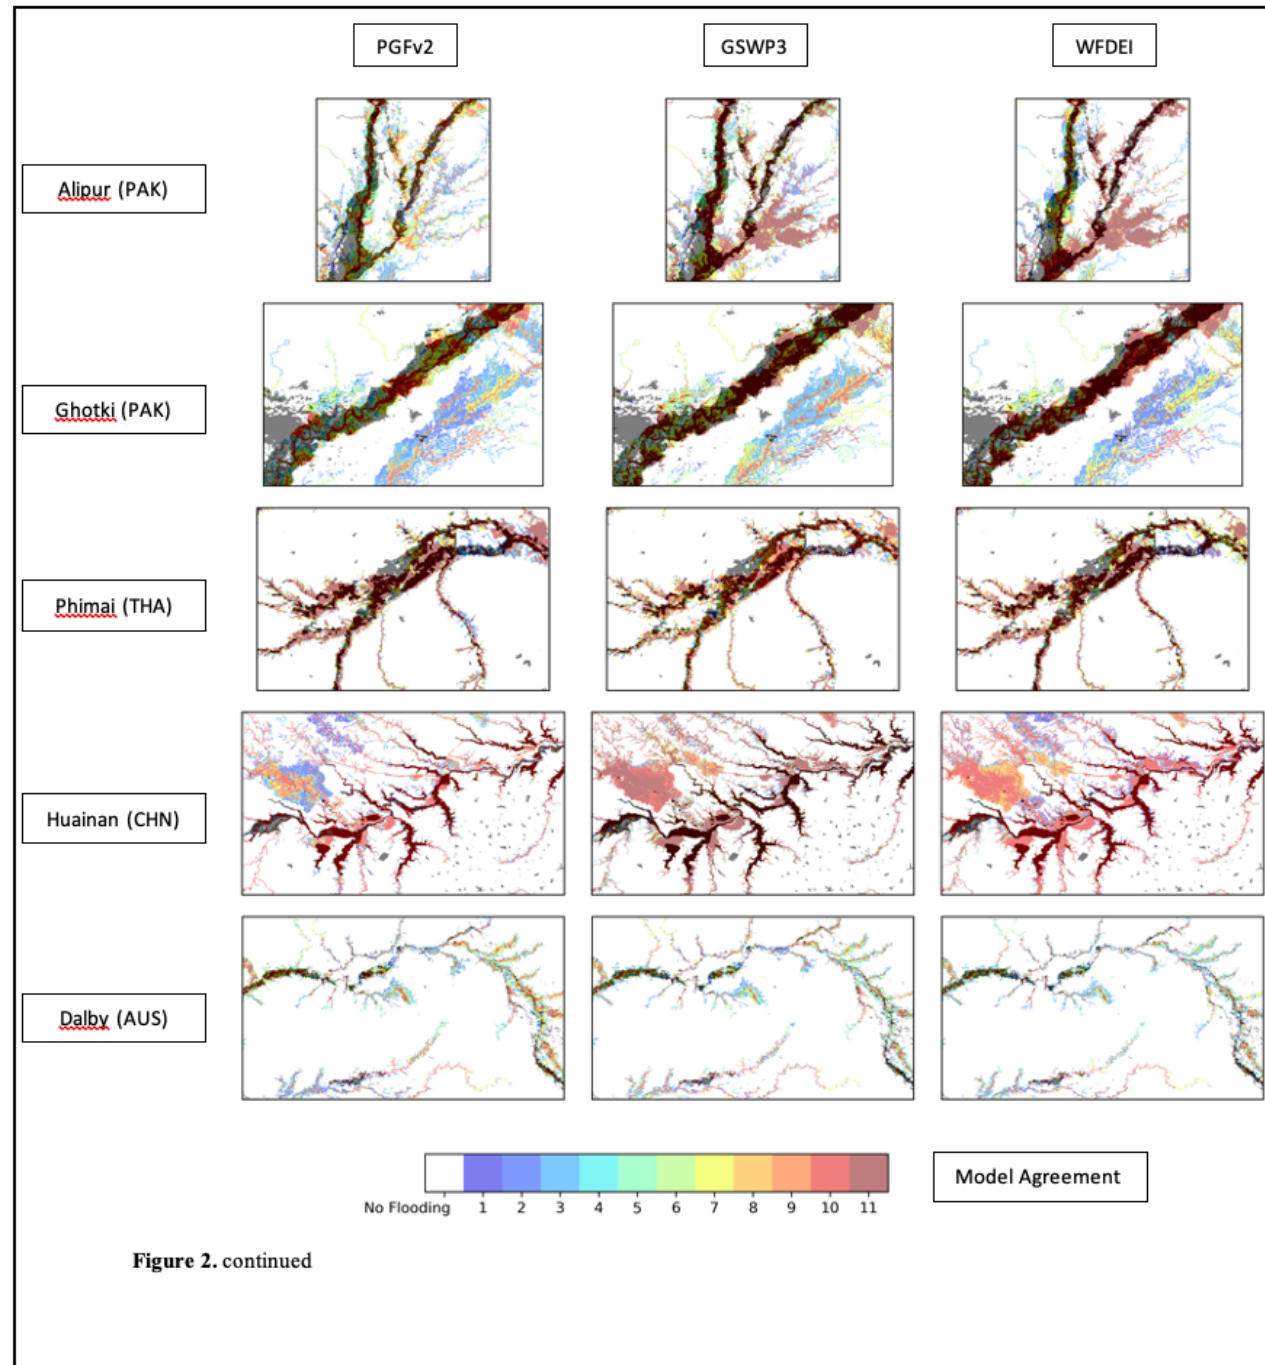 PGFv2 GSWP3 WFDEI
Alipur (PAK)
Ghotki (PAK)
Phimai (THA)
Huainan (CHN)
Dalby (AUS)
Model Agreement
No Flooding 1 2 3 4 5 6 7 8 9 10 11
Figure 2. continued